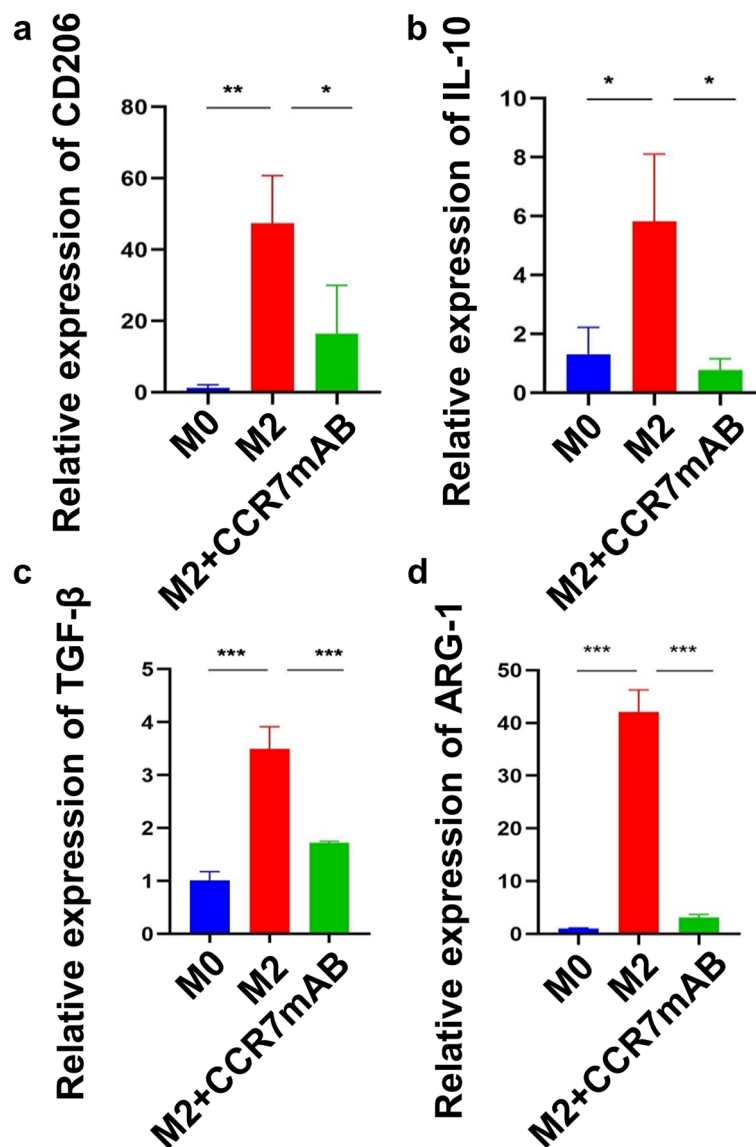 a
Relative expression of CD206
80
60
40
20
0
**
*
M0
M2
M2+CCR7mAB
b
Relative expression of IL-10
10
8
6
4
2
0
*
*
M0
M2
M2+CCR7mAB
c
Relative expression of TGF-β
5
4
3
2
1
0
***
***
M0
M2
M2+CCR7mAB
d
Relative expression of ARG-1
50
40
30
20
10
0
***
***
M0
M2
M2+CCR7mAB